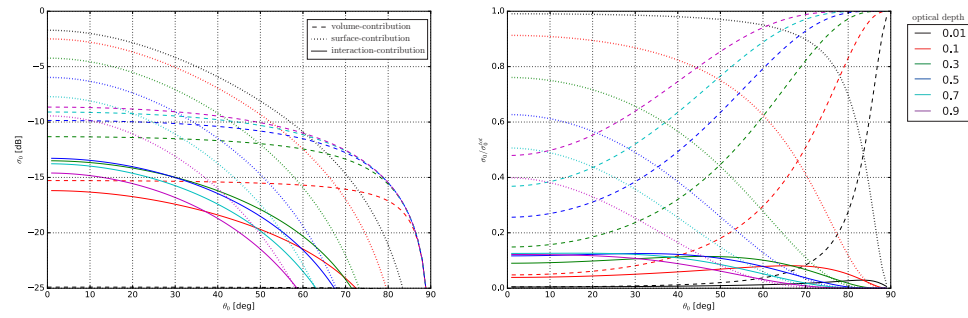 0
−5
−10
−15
−20
−25
σ₀ [dB]
0 10 20 30 40 50 60 70 80 90
θ₀ [deg]
volume-contribution
surface-contribution
interaction-contribution
1.0
0.8
0.6
0.4
0.2
0.0
σ₀/σ₀ᵗᵒᵗ
0 10 20 30 40 50 60 70 80 90
θ₀ [deg]
optical depth
0.01
0.1
0.3
0.5
0.7
0.9